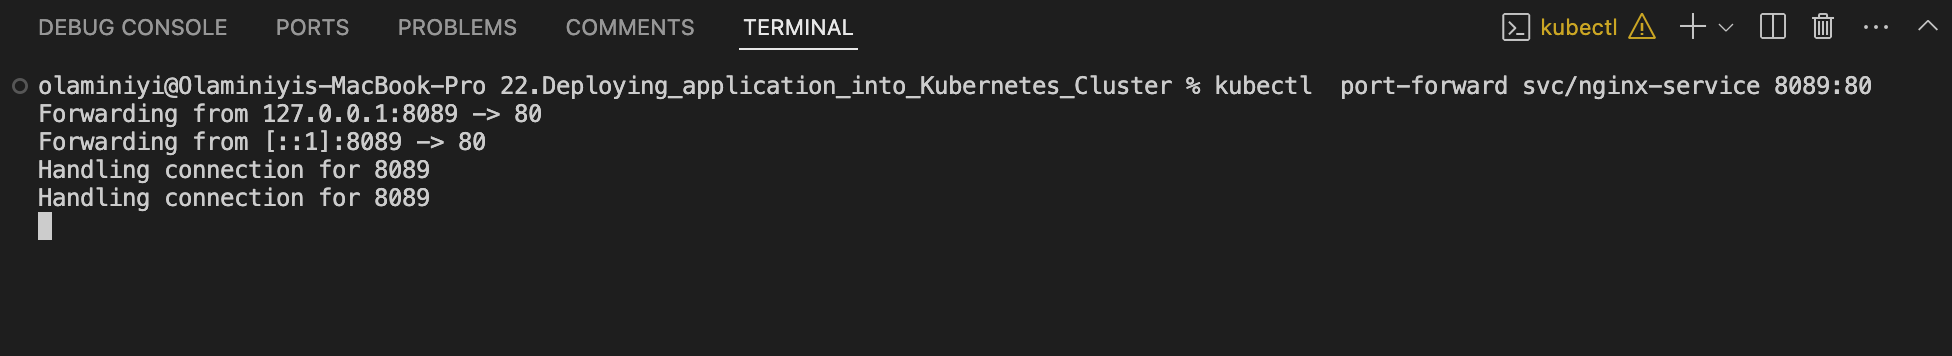 DEBUG CONSOLE PORTS PROBLEMS COMMENTS TERMINAL kubectl
olaminiyi@Olaminiyis-MacBook-Pro 22.Deploying_application_into_Kubernetes_Cluster % kubectl  port-forward svc/nginx-service 8089:80
Forwarding from 127.0.0.1:8089 -> 80
Forwarding from [::1]:8089 -> 80
Handling connection for 8089
Handling connection for 8089